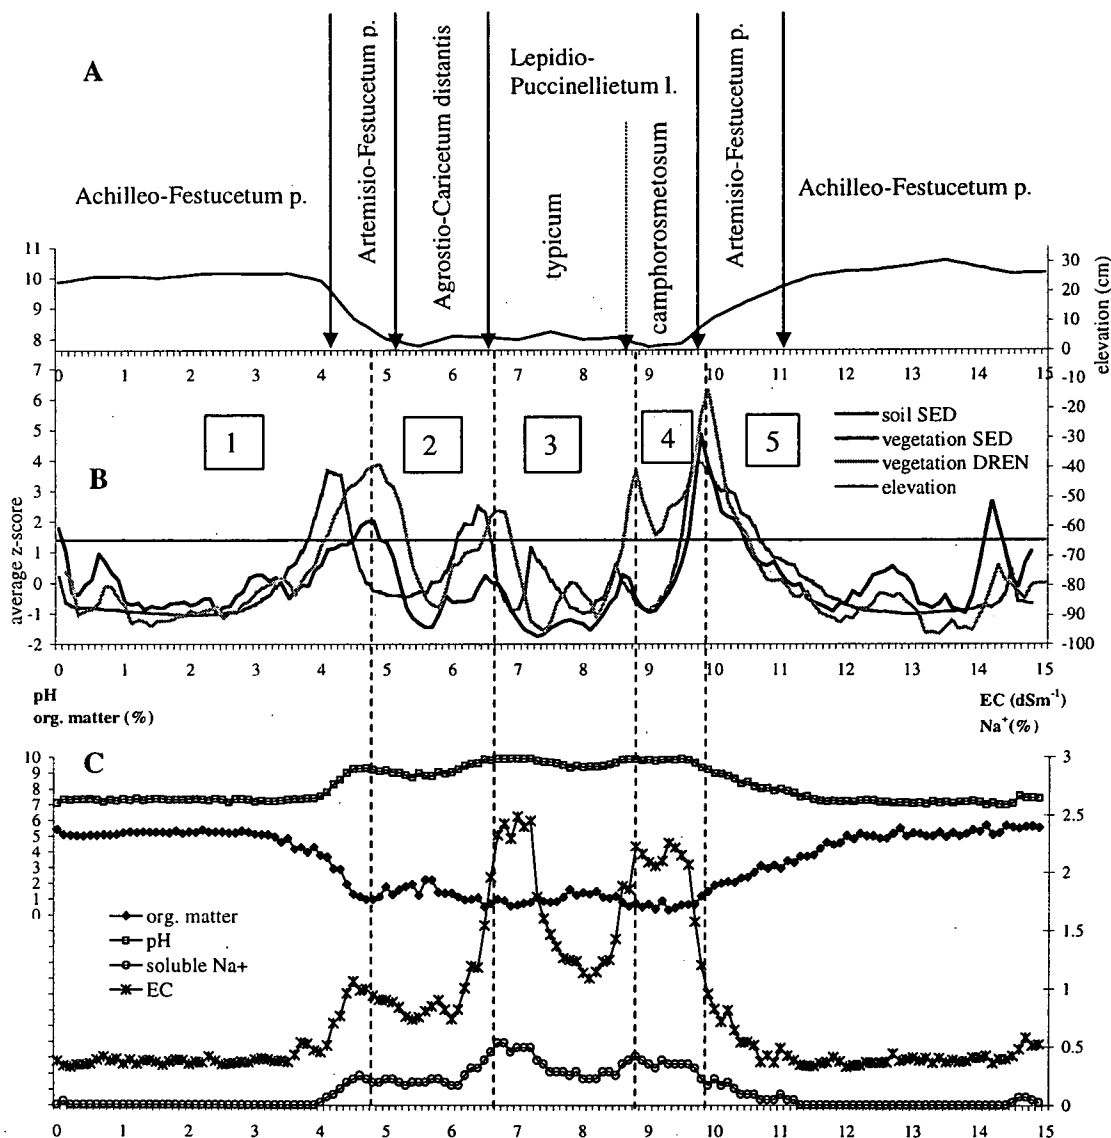 A
Achilleo-Festucetum p.
Artemisio-Festucetum p.
Agrostio-Caricetum distantis
Lepidio-
Puccinellietum l.
typicum
camphorosmetosum
Artemisio-Festucetum p.
Achilleo-Festucetum p.
11
10
9
8
30
20
10
0
elevation (cm)
0 1 2 3 4 5 6 7 8 9 10 11 12 13 14 15
B
average z-score
7
6
5
4
3
2
1
0
-1
-2
1 2 3 4 5
soil SED
vegetation SED
vegetation DREN
elevation
-10
-20
-30
-40
-50
-60
-70
-80
-90
-100
0 1 2 3 4 5 6 7 8 9 10 11 12 13 14 15
pH
org. matter (%)
EC (dSm⁻¹)
Na⁺(%)
C
10
9
8
7
6
5
4
3
2
1
0
org. matter
pH
soluble Na+
EC
3
2.5
2
1.5
1
0.5
0
0 1 2 3 4 5 6 7 8 9 10 11 12 13 14 15